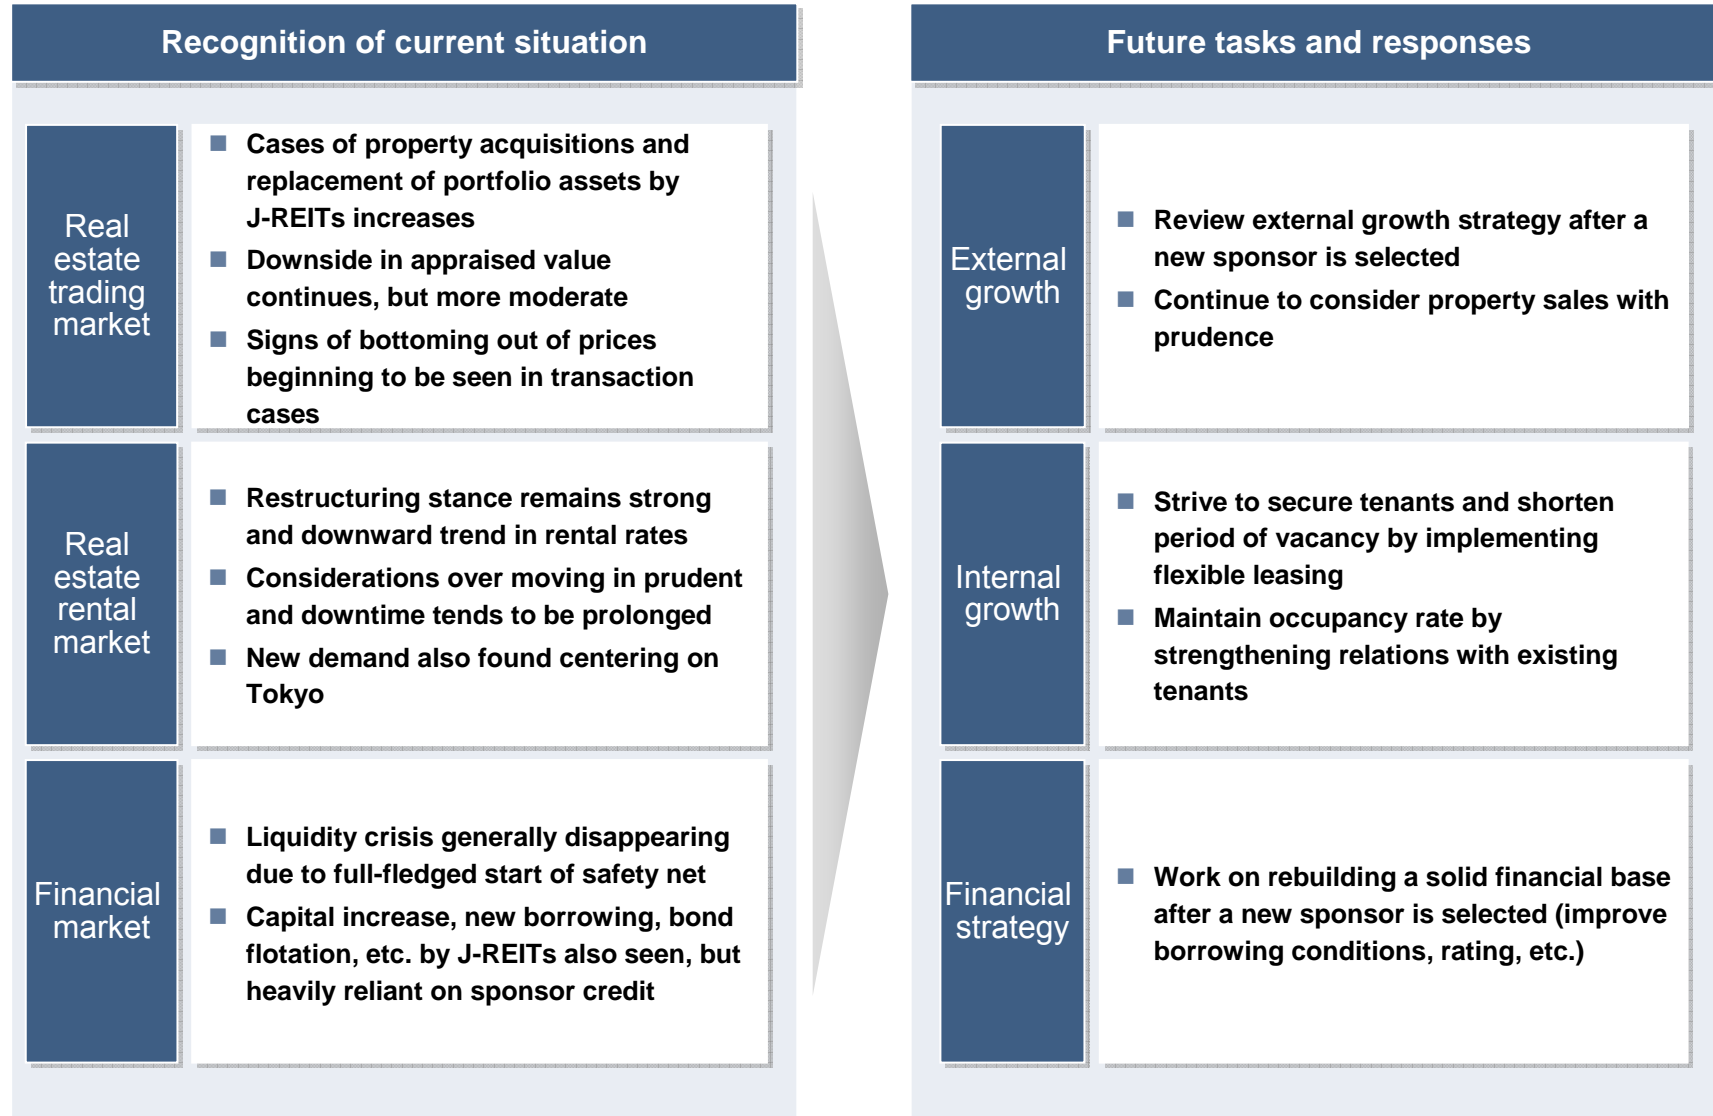 Recognition of current situation
Real
estate
trading
market
Cases of property acquisitions and
replacement of portfolio assets by
J-REITs increases
Downside in appraised value
continues, but more moderate
Signs of bottoming out of prices
beginning to be seen in transaction
cases
Real
estate
rental
market
Restructuring stance remains strong
and downward trend in rental rates
Considerations over moving in prudent
and downtime tends to be prolonged
New demand also found centering on
Tokyo
Financial
market
Liquidity crisis generally disappearing
due to full-fledged start of safety net
Capital increase, new borrowing, bond
flotation, etc. by J-REITs also seen, but
heavily reliant on sponsor credit
Future tasks and responses
External
growth
Review external growth strategy after a
new sponsor is selected
Continue to consider property sales with
prudence
Internal
growth
Strive to secure tenants and shorten
period of vacancy by implementing
flexible leasing
Maintain occupancy rate by
strengthening relations with existing
tenants
Financial
strategy
Work on rebuilding a solid financial base
after a new sponsor is selected (improve
borrowing conditions, rating, etc.)